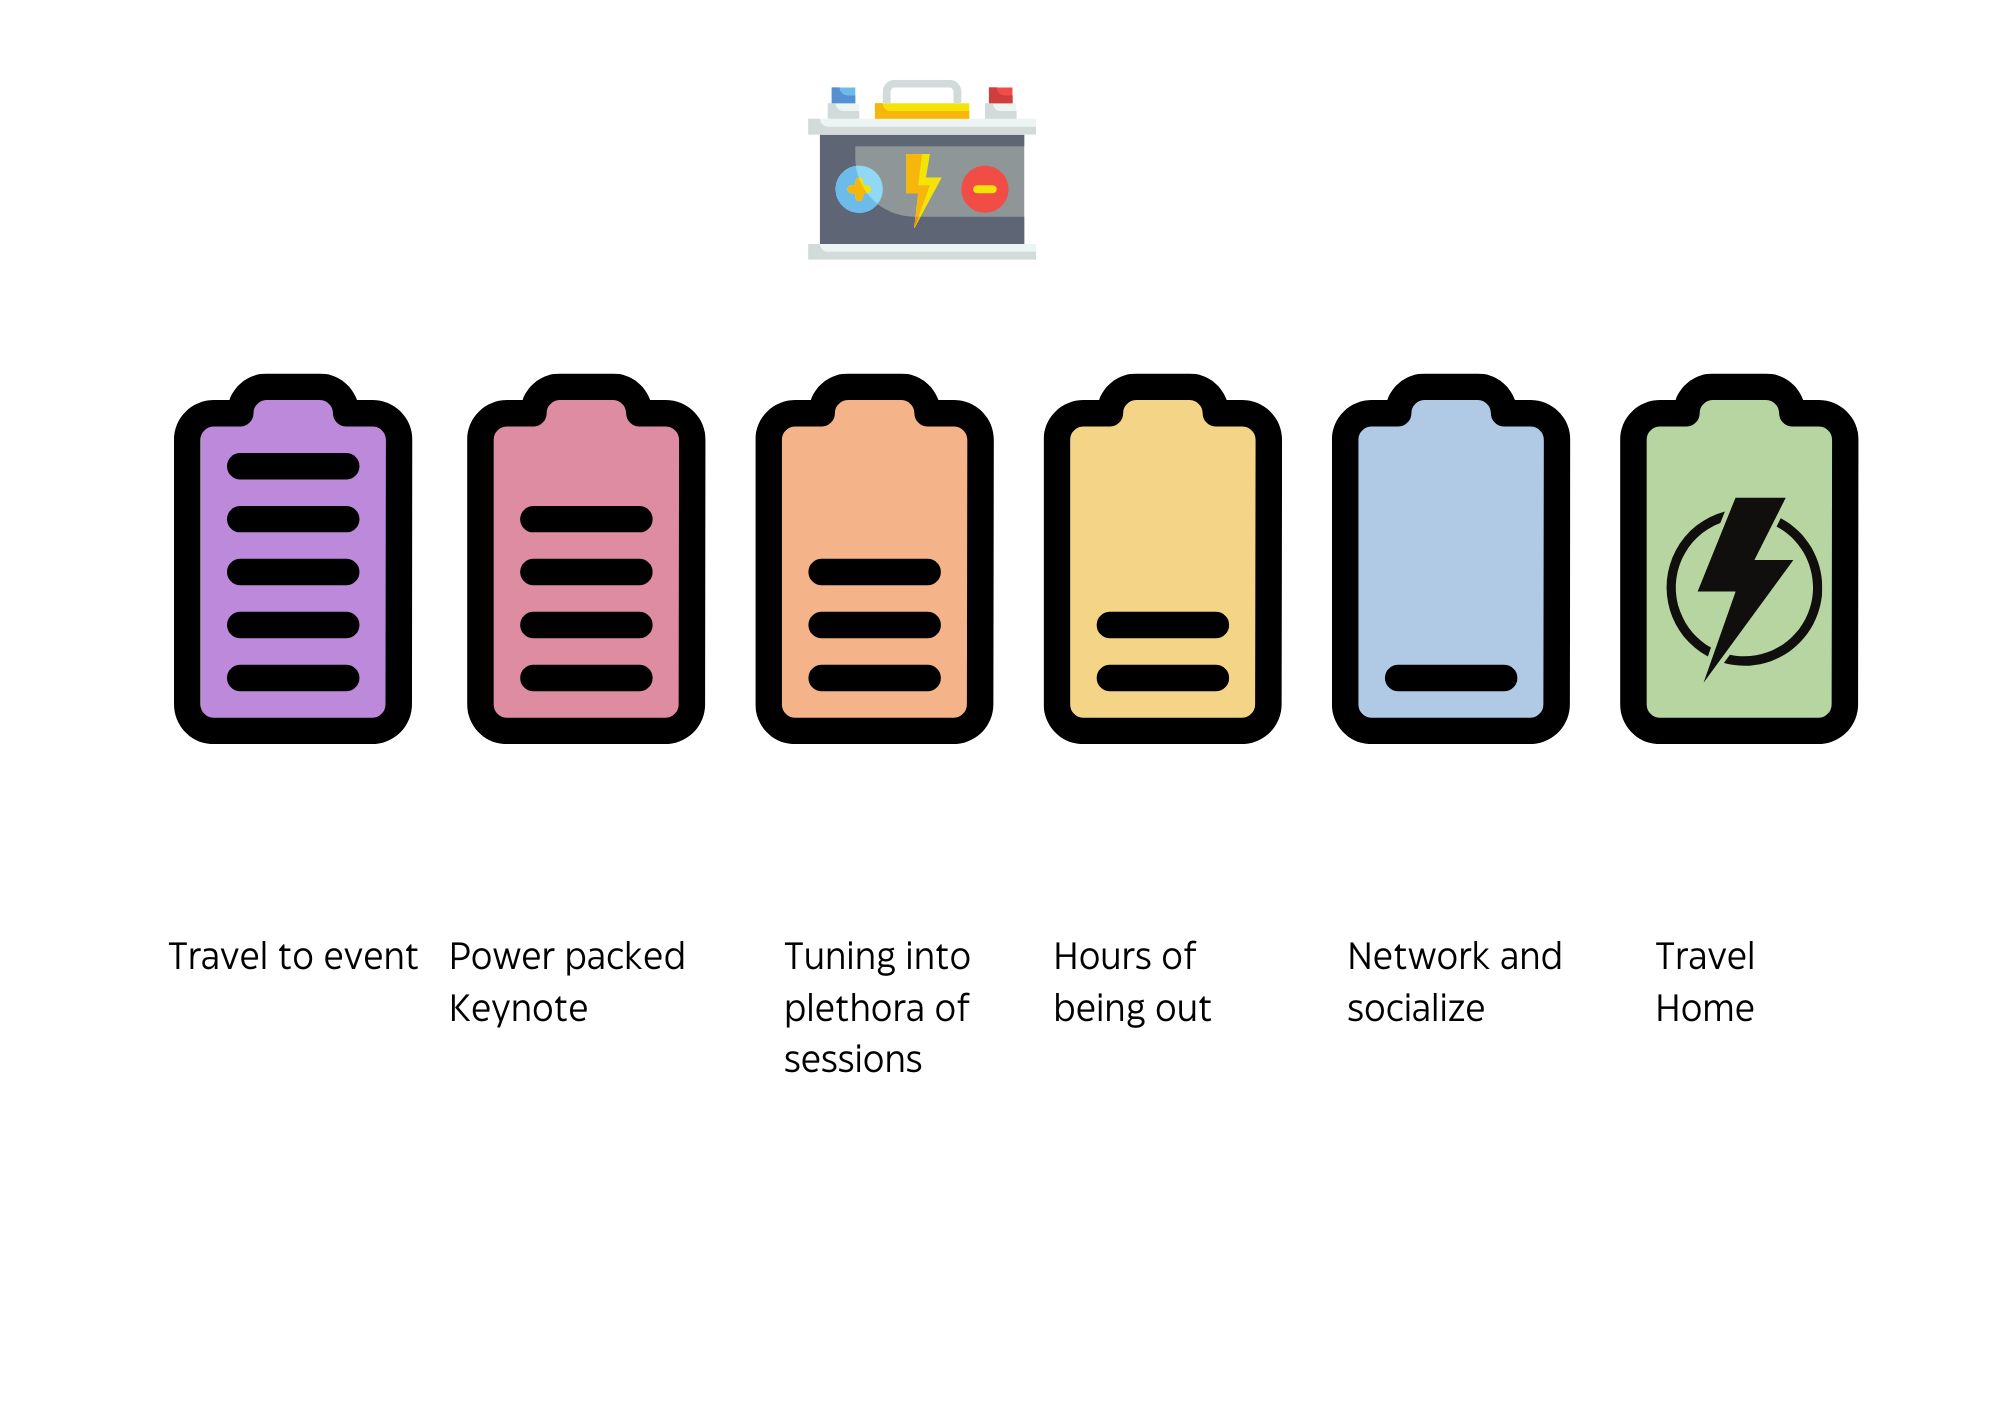 Travel to event
Power packed
Keynote
Tuning into
plethora of
sessions
Hours of
being out
Network and
socialize
Travel
Home